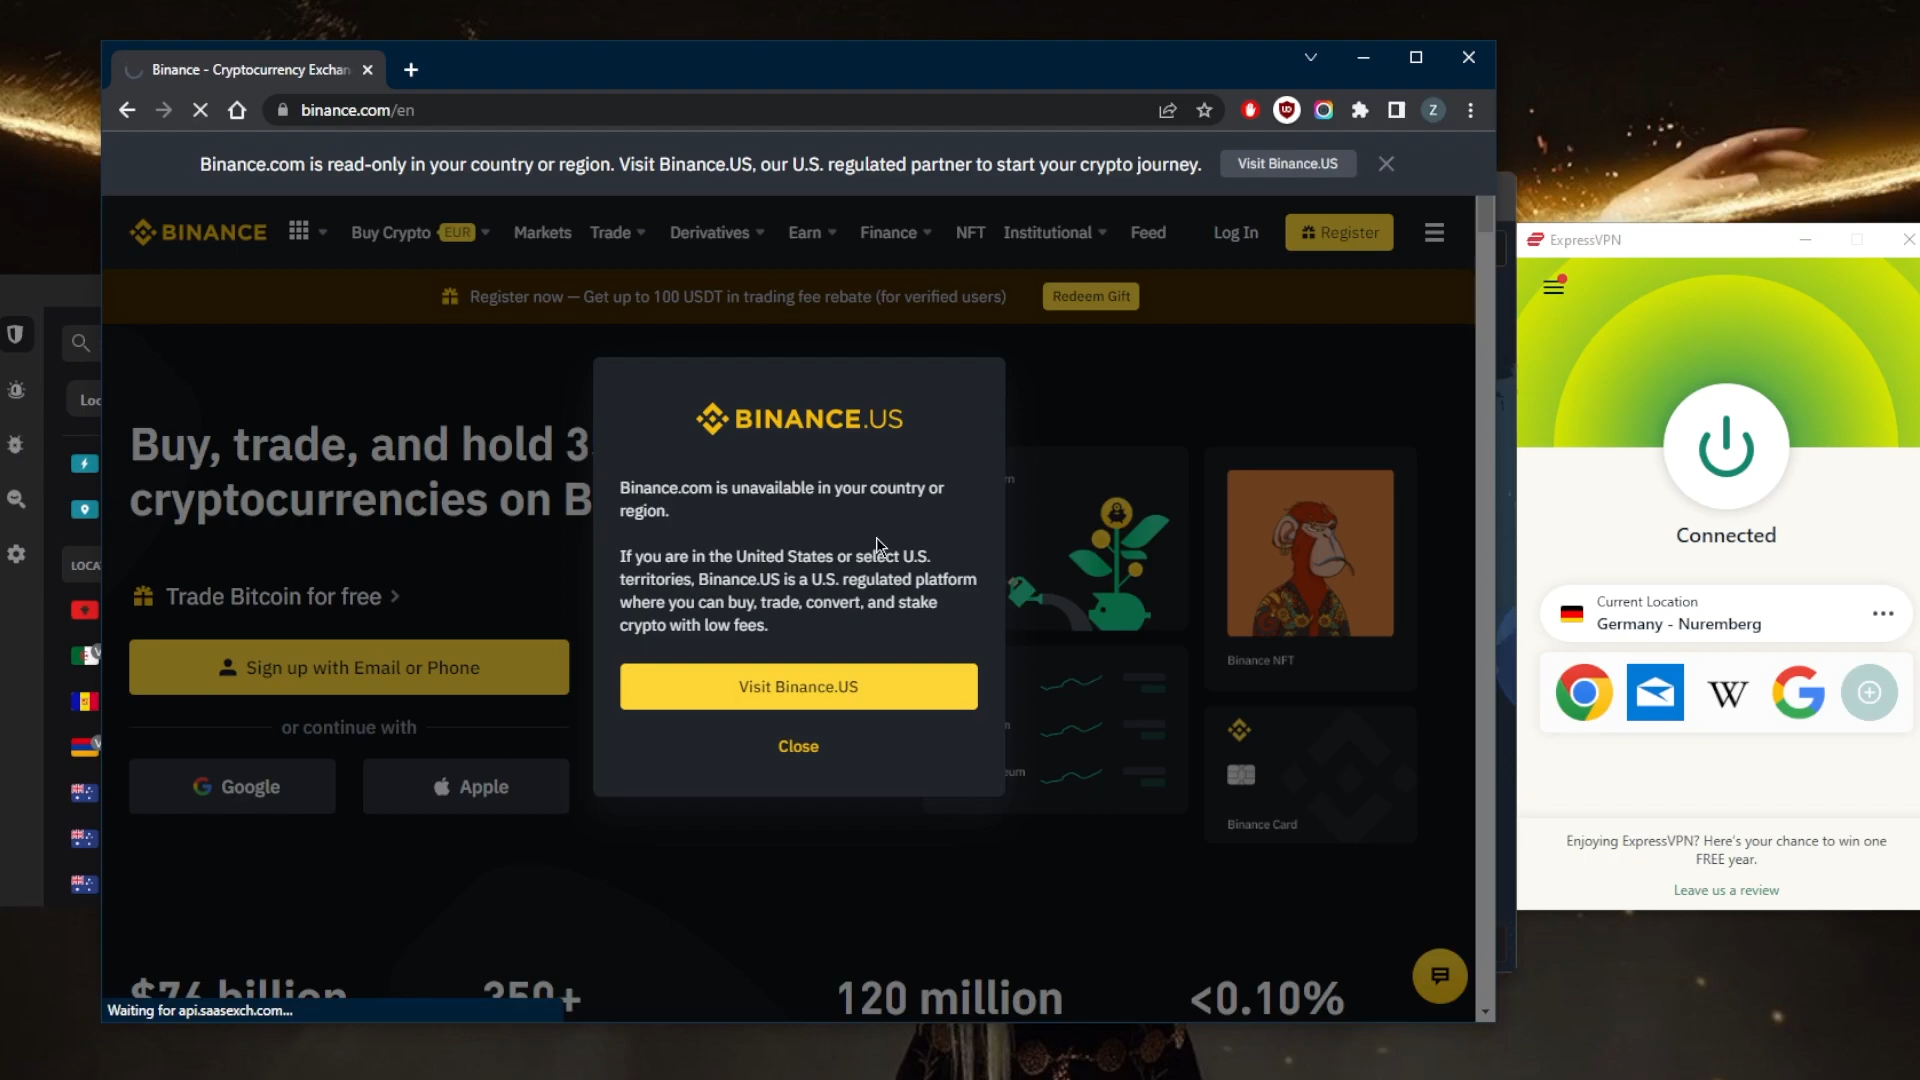 Binance - Cryptocurrency Exchan
binance.com/en
Z
Binance.com is read-only in your country or region. Visit Binance.US, our U.S. regulated partner to start your crypto journey.
Visit Binance.US
BINANCE
Buy Crypto
EUR
Markets
Trade
Derivatives
Earn
Finance
NFT
Institutional
Feed
Log In
Register
Register now — Get up to 100 USDT in trading fee rebate (for verified users)
Redeem Gift
Buy, trade, and hold 3
cryptocurrencies on B
Trade Bitcoin for free
Sign up with Email or Phone
or continue with
Google
Apple
BINANCE.US
Binance.com is unavailable in your country or
region.
If you are in the United States or select U.S.
territories, Binance.US is a U.S. regulated platform
where you can buy, trade, convert, and stake
crypto with low fees.
Visit Binance.US
Close
Binance NFT
Binance Card
$76 billion
350+
120 million
<0.10%
Waiting for api.saasexch.com...
Loc
LOCA
ExpressVPN
Connected
Current Location
Germany - Nuremberg
W
Enjoying ExpressVPN? Here's your chance to win one
FREE year.
Leave us a review